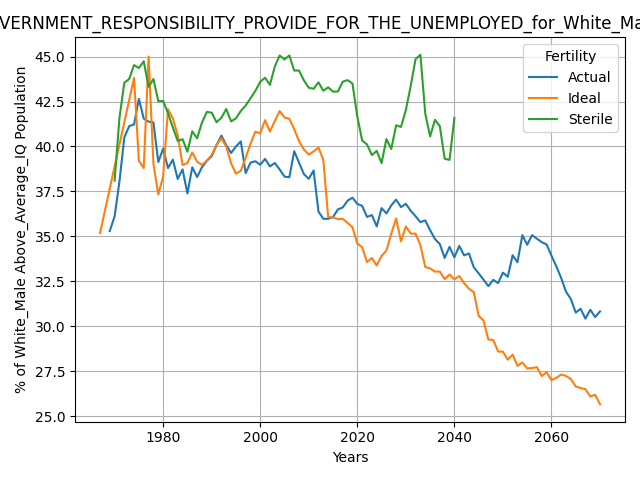 VERNMENT_RESPONSIBILITY_PROVIDE_FOR_THE_UNEMPLOYED_for_White_Ma
45.0
42.5
40.0
37.5
35.0
32.5
30.0
27.5
25.0
% of White_Male Above_Average_IQ Population
Fertility
Actual
Ideal
Sterile
1980
2000
2020
2040
2060
Years